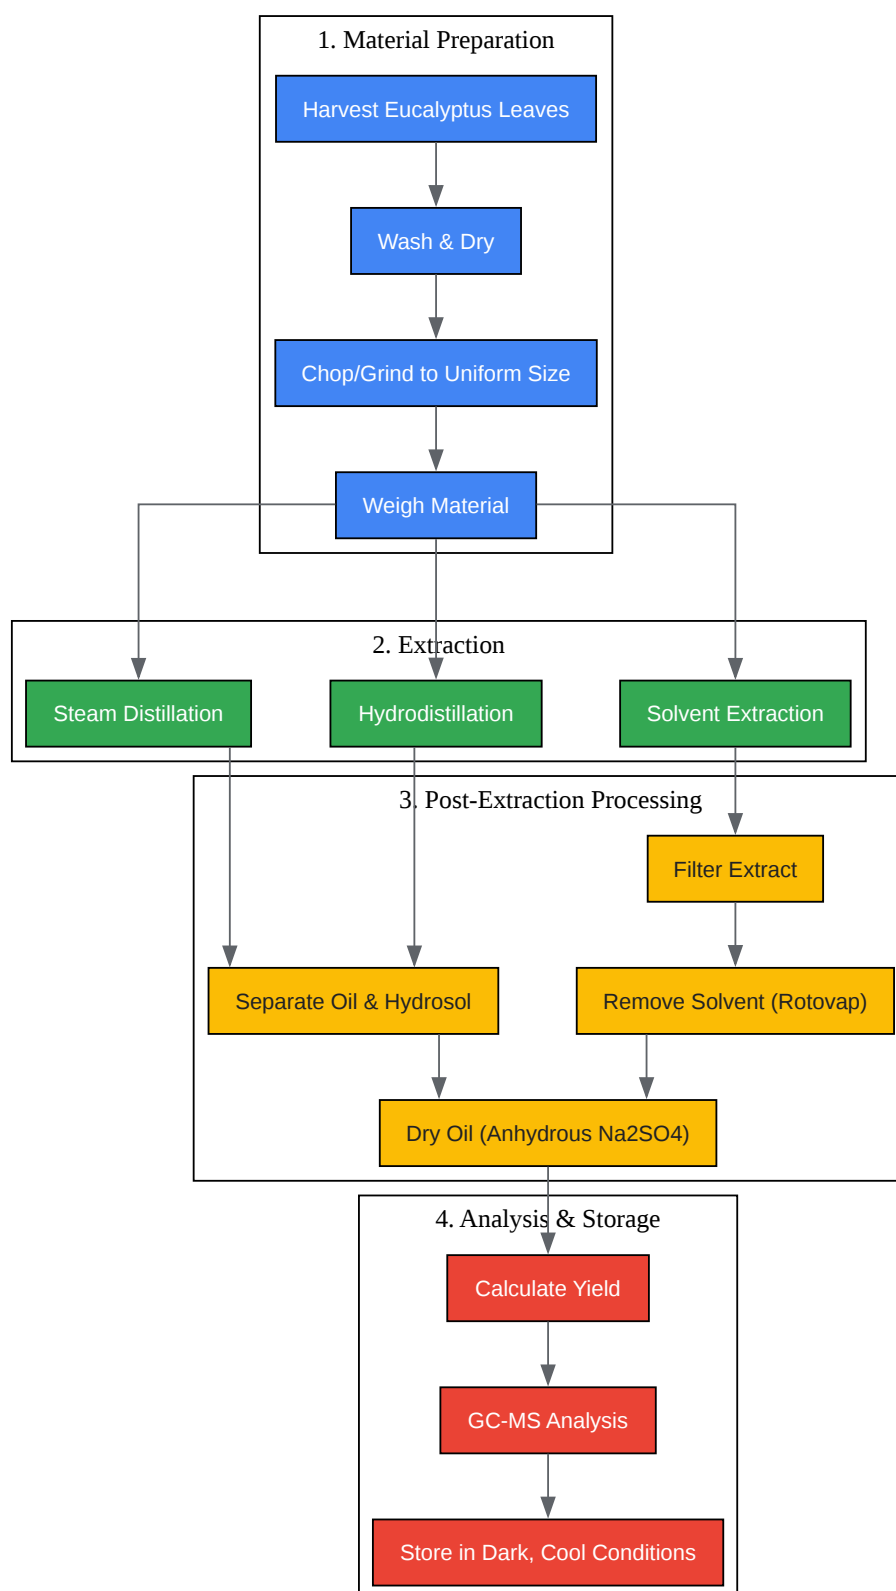 1. Material Preparation
Harvest Eucalyptus Leaves
Wash & Dry
Chop/Grind to Uniform Size
Weigh Material
2. Extraction
Steam Distillation
Hydrodistillation
Solvent Extraction
3. Post-Extraction Processing
Filter Extract
Separate Oil & Hydrosol
Remove Solvent (Rotovap)
Dry Oil (Anhydrous Na2SO4)
4. Analysis & Storage
Calculate Yield
GC-MS Analysis
Store in Dark, Cool Conditions